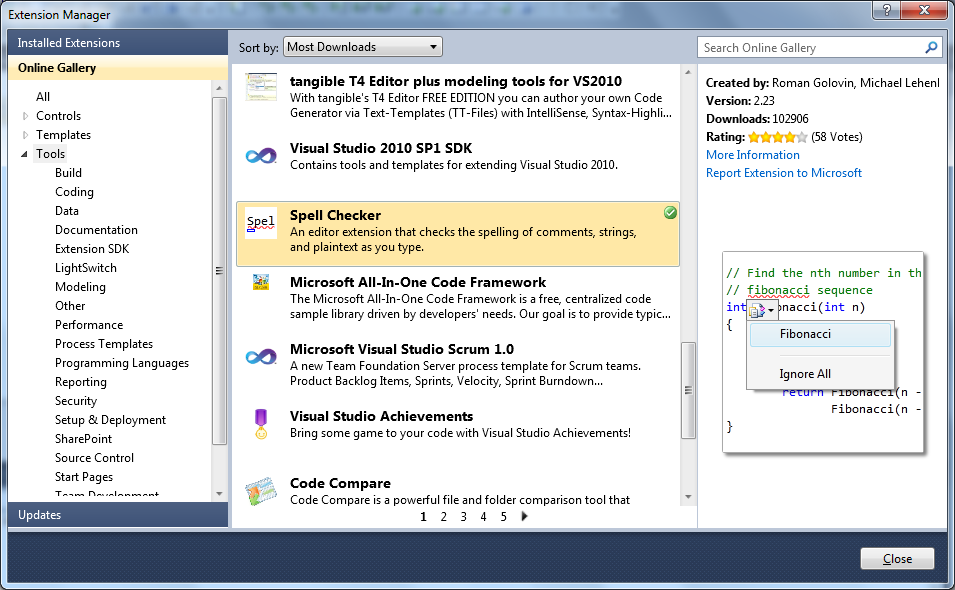 Extension Manager
?
Installed Extensions
Online Gallery
All
Controls
Templates
Tools
Build
Coding
Data
Documentation
Extension SDK
LightSwitch
Modeling
Other
Performance
Process Templates
Programming Languages
Reporting
Security
Setup & Deployment
SharePoint
Source Control
Start Pages
Team Development
Updates
Sort by: Most Downloads
tangible T4 Editor plus modeling tools for VS2010
With tangible's T4 Editor FREE EDITION you can author your own Code
Generator via Text-Templates (TT-Files) with IntelliSense, Syntax-Highli...
Visual Studio 2010 SP1 SDK
Contains tools and templates for extending Visual Studio 2010.
Spel
Spell Checker
An editor extension that checks the spelling of comments, strings,
and plaintext as you type.
Microsoft All-In-One Code Framework
The Microsoft All-In-One Code Framework is a free, centralized code
sample library driven by developers' needs. Our goal is to provide typic...
Microsoft Visual Studio Scrum 1.0
A new Team Foundation Server process template for Scrum teams.
Product Backlog Items, Sprints, Velocity, Sprint Burndown...
Visual Studio Achievements
Bring some game to your code with Visual Studio Achievements!
Code Compare
Code Compare is a powerful file and folder comparison tool that
1 2 3 4 5
Search Online Gallery
Created by: Roman Golovin, Michael Lehenl
Version: 2.23
Downloads: 102906
Rating: (58 Votes)
More Information
Report Extension to Microsoft
// Find the nth number in th
// fibonacci sequence
int onacci(int n)
{
Fibonacci
Ignore All
return Fibonacci(n -
Fibonacci(n -
}
Close